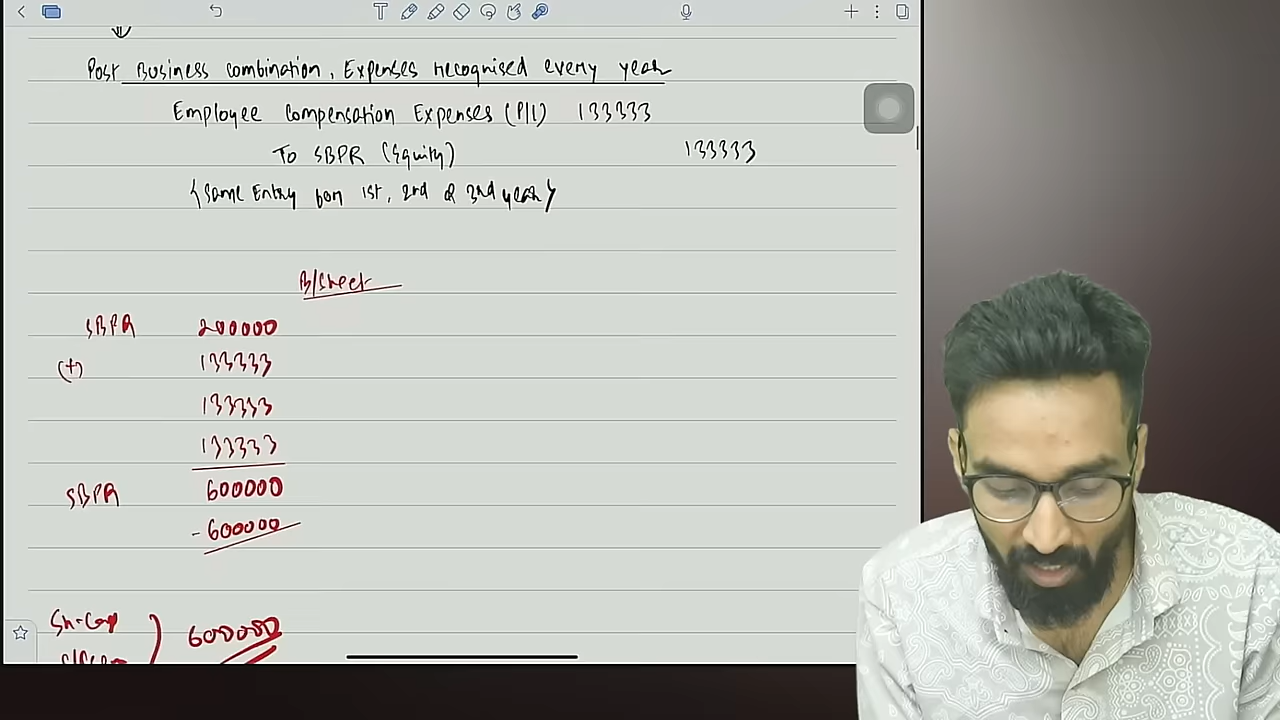 Post Business combination, Expenses recognised every year
Employee Compensation Expenses (P/L) 133333
To SBPR (Equity) 133333
{Same Entry for 1st, 2nd & 3rd year}
B/Sheet
SBPR 200000
(+) 133333
133333
133333
SBPR 600000
- 600000
Sh-Cap 600000